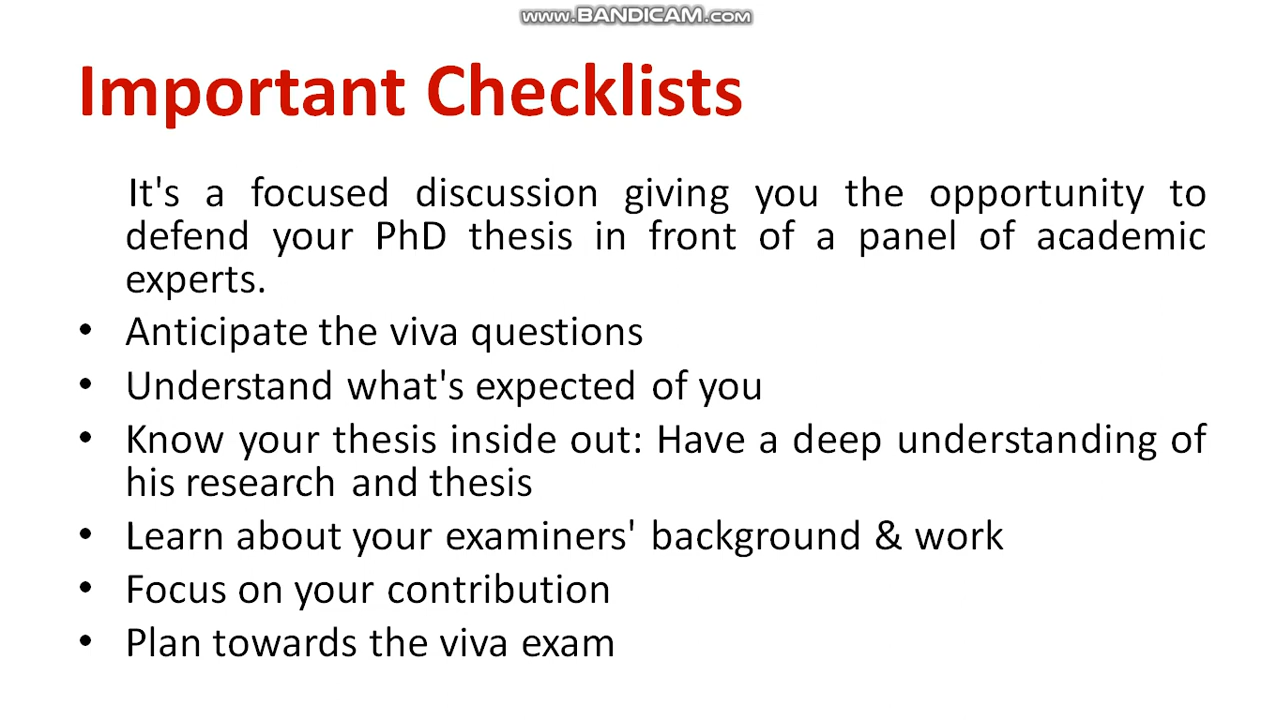 www.BANDICAM.com
Important Checklists
It's a focused discussion giving you the opportunity to
defend your PhD thesis in front of a panel of academic
experts.
• Anticipate the viva questions
• Understand what's expected of you
• Know your thesis inside out: Have a deep understanding of
his research and thesis
• Learn about your examiners' background & work
• Focus on your contribution
• Plan towards the viva exam